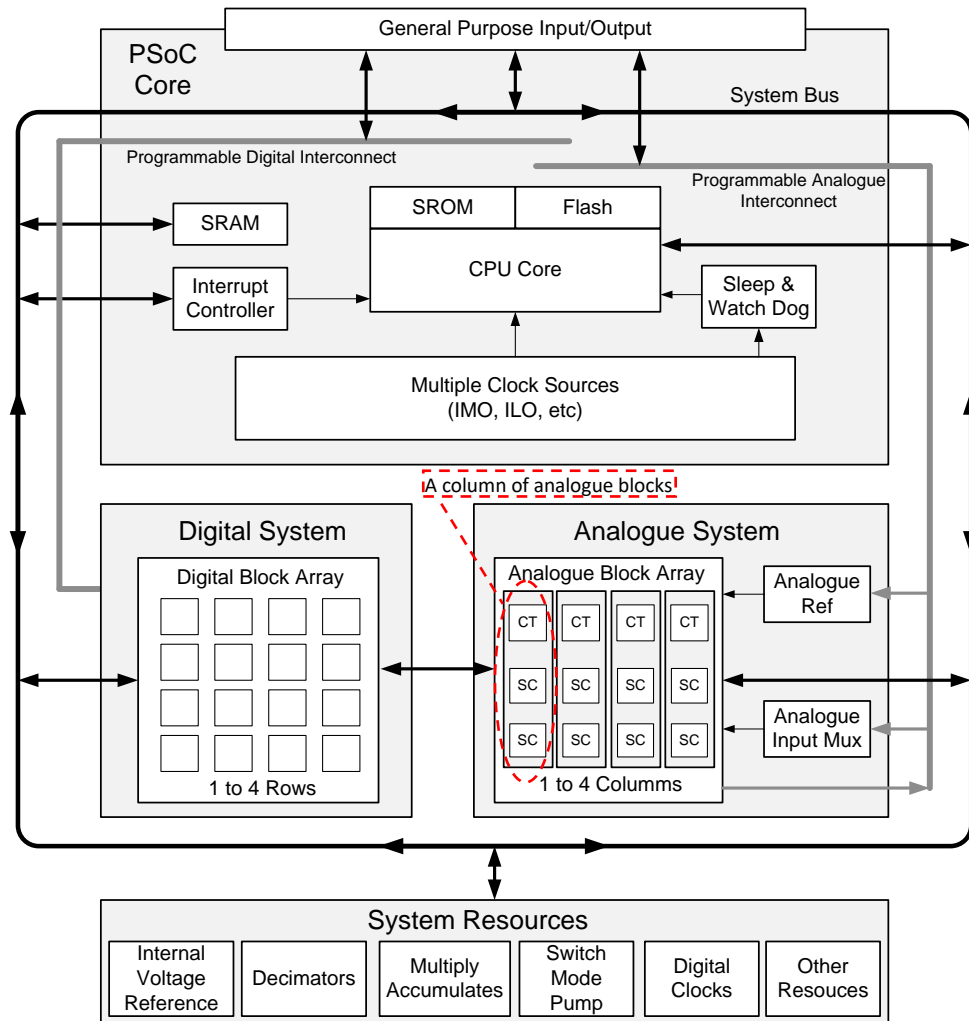 General Purpose Input/Output
PSoC
Core
System Bus
Programmable Digital Interconnect
Programmable Analogue
Interconnect
SROM
Flash
SRAM
CPU Core
Interrupt
Controller
Sleep &
Watch Dog
Multiple Clock Sources
(IMO, ILO, etc)
A column of analogue blocks
Digital System
Analogue System
Digital Block Array
Analogue Block Array
Analogue
Ref
CT
CT
CT
CT
SC
SC
SC
SC
Analogue
Input Mux
SC
SC
SC
SC
1 to 4 Rows
1 to 4 Columms
System Resources
Internal
Voltage
Reference
Decimators
Multiply
Accumulates
Switch
Mode
Pump
Digital
Clocks
Other
Resouces